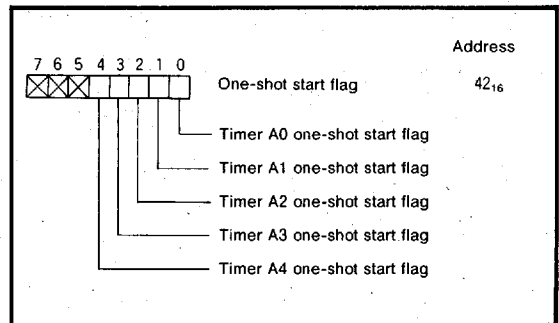 Address
7 6 5 4 3 2 1 0
One-shot start flag 42₁₆
Timer A0 one-shot start flag
Timer A1 one-shot start flag
Timer A2 one-shot start flag
Timer A3 one-shot start flag
Timer A4 one-shot start flag